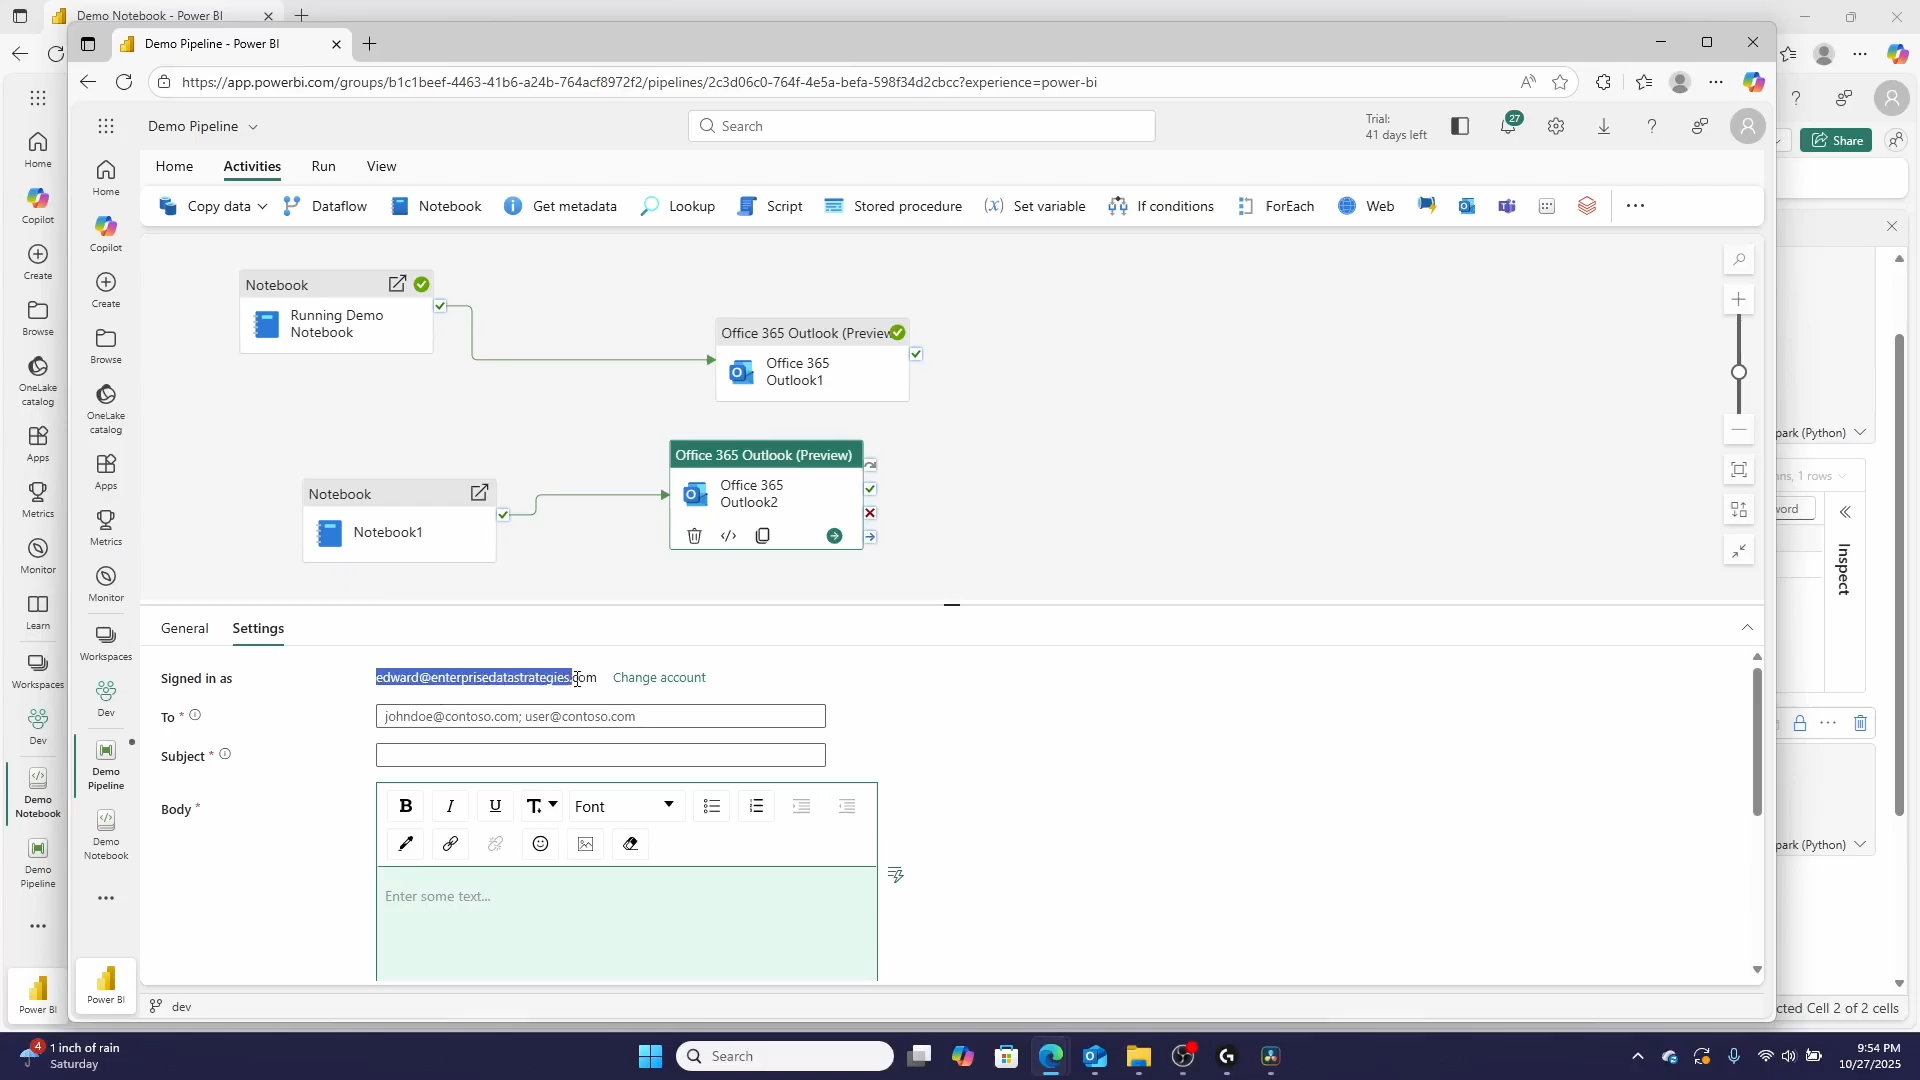 Demo Notebook - Power BI
Demo Pipeline - Power BI
https://app.powerbi.com/groups/b1c1beef-4463-41b6-a24b-764acf8972f2/pipelines/2c3d06c0-764f-4e5a-befa-598f34d2cbcc?experience=power-bi
Demo Pipeline
Search
Trial:
41 days left
27
Share
Home
Activities
Run
View
Copy data
Dataflow
Notebook
Get metadata
Lookup
Script
Stored procedure
Set variable
If conditions
ForEach
Web
Home
Copilot
Create
Browse
OneLake
catalog
Apps
Metrics
Monitor
Learn
Workspaces
Dev
Demo
Notebook
Demo
Pipeline
Power BI
Home
Copilot
Create
Browse
OneLake
catalog
Apps
Metrics
Monitor
Workspaces
Dev
Demo
Pipeline
Demo
Notebook
Power BI
Notebook
Running Demo
Notebook
Office 365 Outlook (Preview
Office 365
Outlook1
Notebook
Notebook1
Office 365 Outlook (Preview)
Office 365
Outlook2
General
Settings
Signed in as
edward@enterprisedatastrategies.com
Change account
To *
johndoe@contoso.com; user@contoso.com
Subject *
Body *
B I U
Font
Enter some text...
dev
park (Python)
ns, 1 rows
ord
Inspect
park (Python)
cted Cell 2 of 2 cells
4
1 inch of rain
Saturday
Search
9:54 PM
10/27/2025